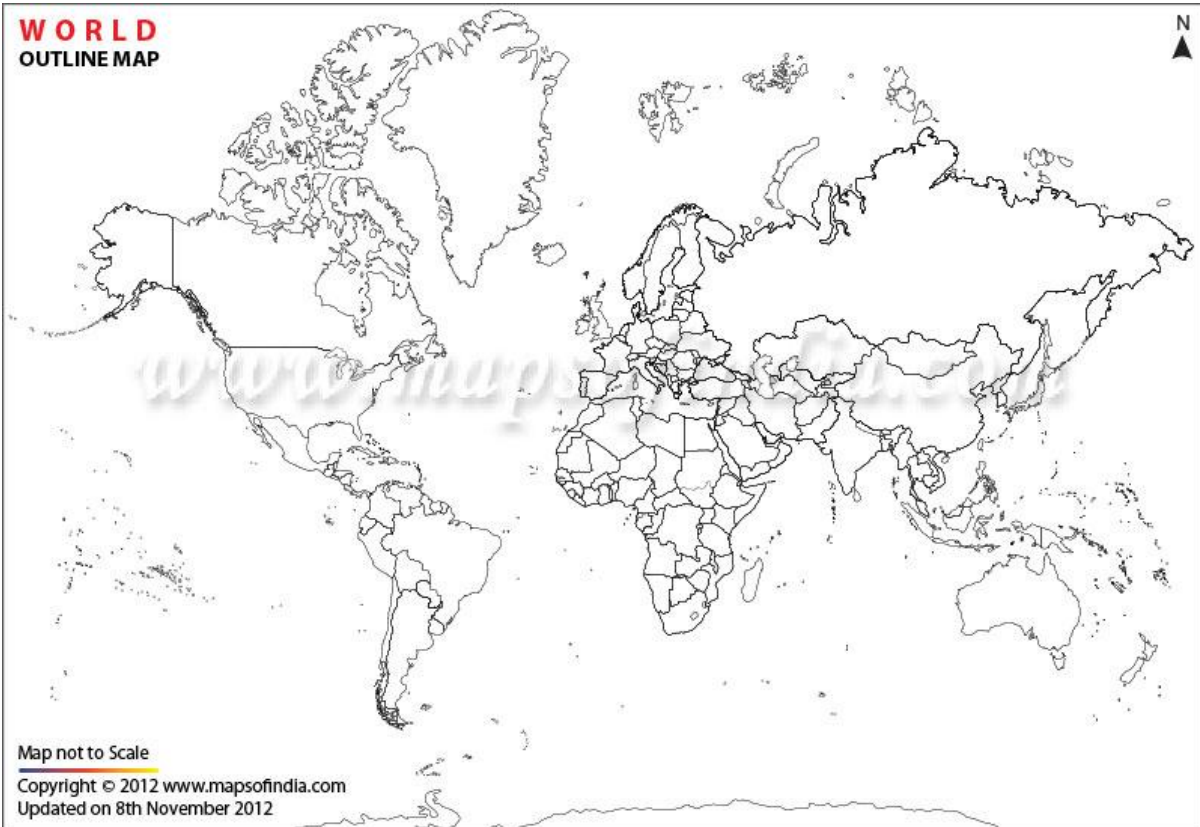 WORLD
OUTLINE MAP
N
www.mapsofindia.com
Map not to Scale
Copyright © 2012 www.mapsofindia.com
Updated on 8th November 2012